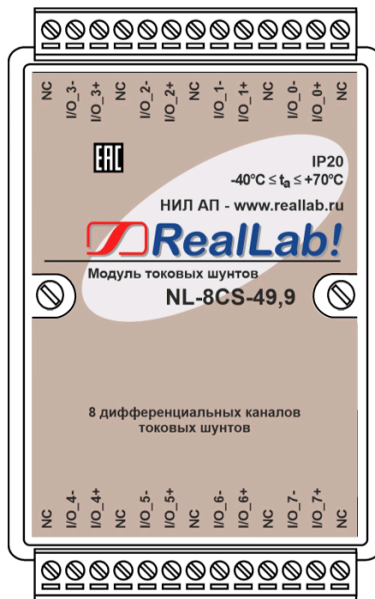 NC I/O_3- I/O_3+ NC I/O_2- I/O_2+ NC I/O_1- I/O_1+ NC I/O_0- I/O_0+ NC
EAC
IP20
-40°C ≤ ta ≤ +70°C
НИЛ АП - www.reallab.ru
RealLab!
Модуль токовых шунтов
NL-8CS-49,9
8 дифференциальных каналов
токовых шунтов
NC I/O_4- I/O_4+ NC I/O_5- I/O_5+ NC I/O_6- I/O_6+ NC I/O_7- I/O_7+ NC